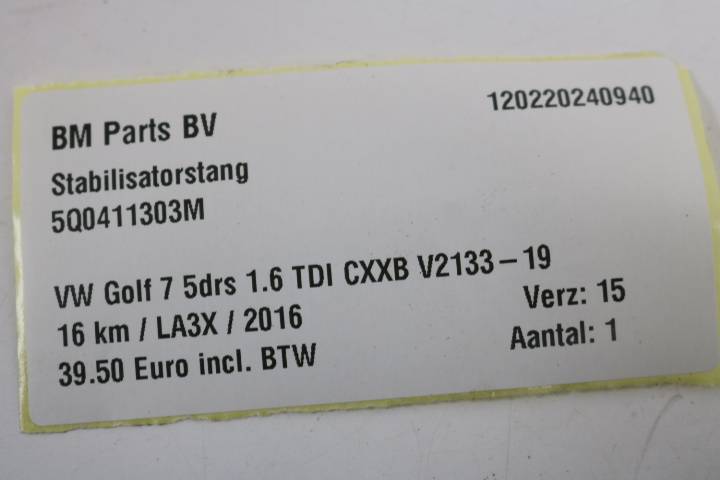 BM Parts BV 120220240940
Stabilisatorstang
5Q0411303M
VW Golf 7 5drs 1.6 TDI CXXB V2133-19
16 km / LA3X / 2016 Verz: 15
39.50 Euro incl. BTW Aantal: 1